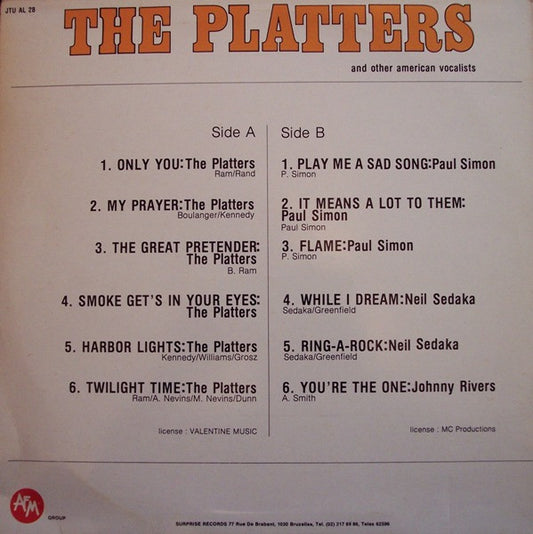 JTU AL 28
THE PLATTERS
and other american vocalists
Side A
1. ONLY YOU:The Platters
Ram/Rand
2. MY PRAYER:The Platters
Boulanger/Kennedy
3. THE GREAT PRETENDER:
The Platters
B. Ram
4. SMOKE GET'S IN YOUR EYES:
The Platters
5. HARBOR LIGHTS:The Platters
Kennedy/Williams/Grosz
6. TWILIGHT TIME:The Platters
Ram/A. Nevins/M. Nevins/Dunn
license : VALENTINE MUSIC
Side B
1. PLAY ME A SAD SONG:Paul Simon
P. Simon
2. IT MEANS A LOT TO THEM:
Paul Simon
Paul Simon
3. FLAME:Paul Simon
P. Simon
4. WHILE I DREAM:Neil Sedaka
Sedaka/Greenfield
5. RING-A-ROCK:Neil Sedaka
Sedaka/Greenfield
6. YOU'RE THE ONE:Johnny Rivers
A. Smith
license : MC Productions
AFM
GROUP
SURPRISE RECORDS 77 Rue De Brabant, 1030 Bruxelles, Tel. (02) 217 69 86, Telex 62396